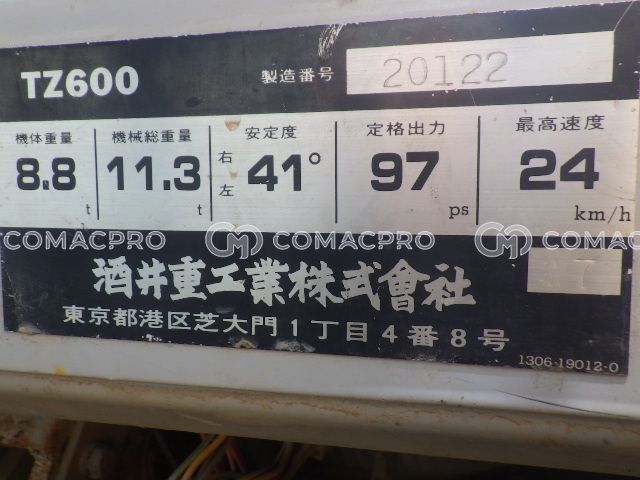 TZ600 製造番号 20122
機体重量 機械総重量 安定度 定格出力 最高速度
8.8 t 11.3 t 右左 41° 97 ps 24 km/h
COMACPRO COMACPRO COMACPRO
酒井重工業株式會社 7
東京都港区芝大門1丁目4番8号
1306-19012-0